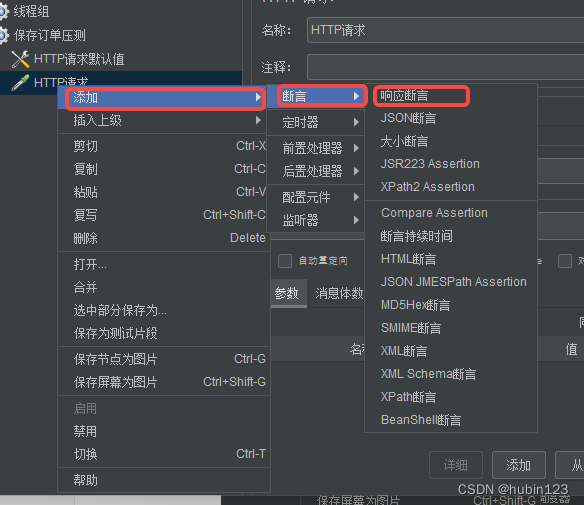 线程组
保存订单压测
HTTP请求默认值
HTTP请求
名称：
HTTP请求
注释：
添加
插入上级
剪切 Ctrl-X
复制 Ctrl-C
粘贴 Ctrl-V
复写 Ctrl+Shift-C
删除 Delete
打开...
合并
选中部分保存为...
保存为测试片段
保存节点为图片 Ctrl-G
保存屏幕为图片 Ctrl+Shift-G
启用
禁用
切换 Ctrl-T
帮助
断言
定时器
前置处理器
后置处理器
配置元件
监听器
响应断言
JSON断言
大小断言
JSR223 Assertion
XPath2 Assertion
Compare Assertion
断言持续时间
HTML断言
JSON JMESPath Assertion
MD5Hex断言
SMIME断言
XML断言
XML Schema断言
XPath断言
BeanShell断言
自动重定向
参数 消息体数
值
详细 添加 从
CSDN @hubin123
保存屏幕为图片 Ctrl+Shift-G